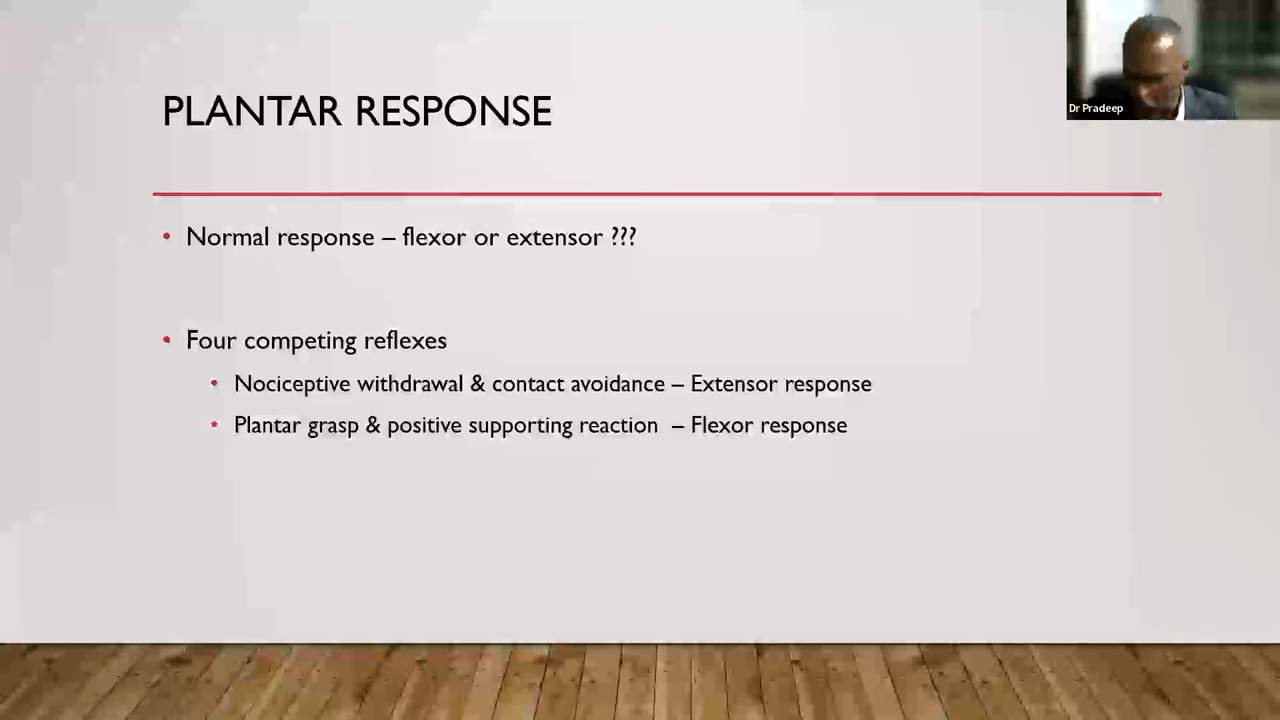 PLANTAR RESPONSE
Dr Pradeep
• Normal response – flexor or extensor ???
• Four competing reflexes
• Nociceptive withdrawal & contact avoidance – Extensor response
• Plantar grasp & positive supporting reaction – Flexor response